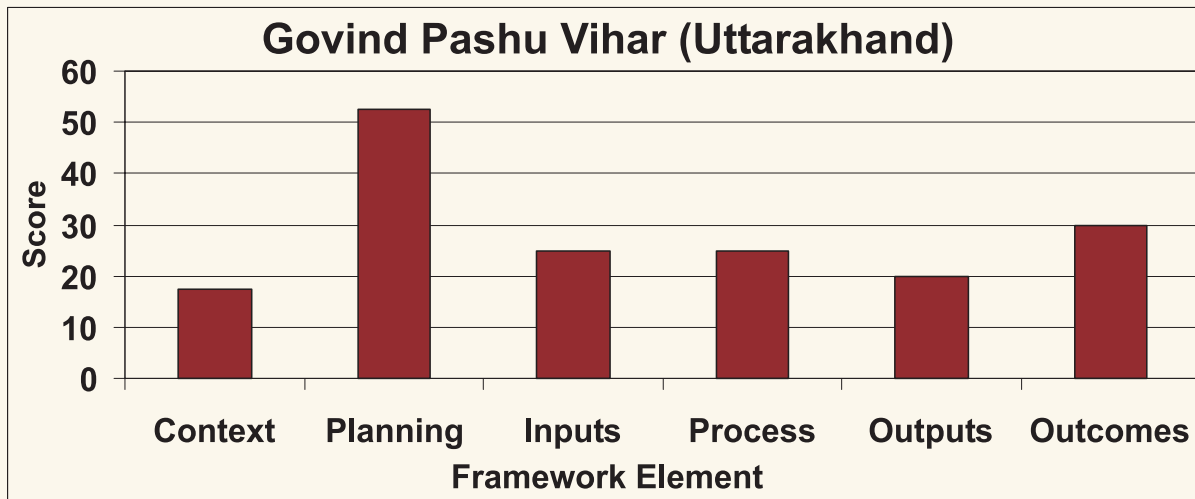 Govind Pashu Vihar (Uttarakhand)
60
50
40
30
20
10
0
Score
Context Planning Inputs Process Outputs Outcomes
Framework Element